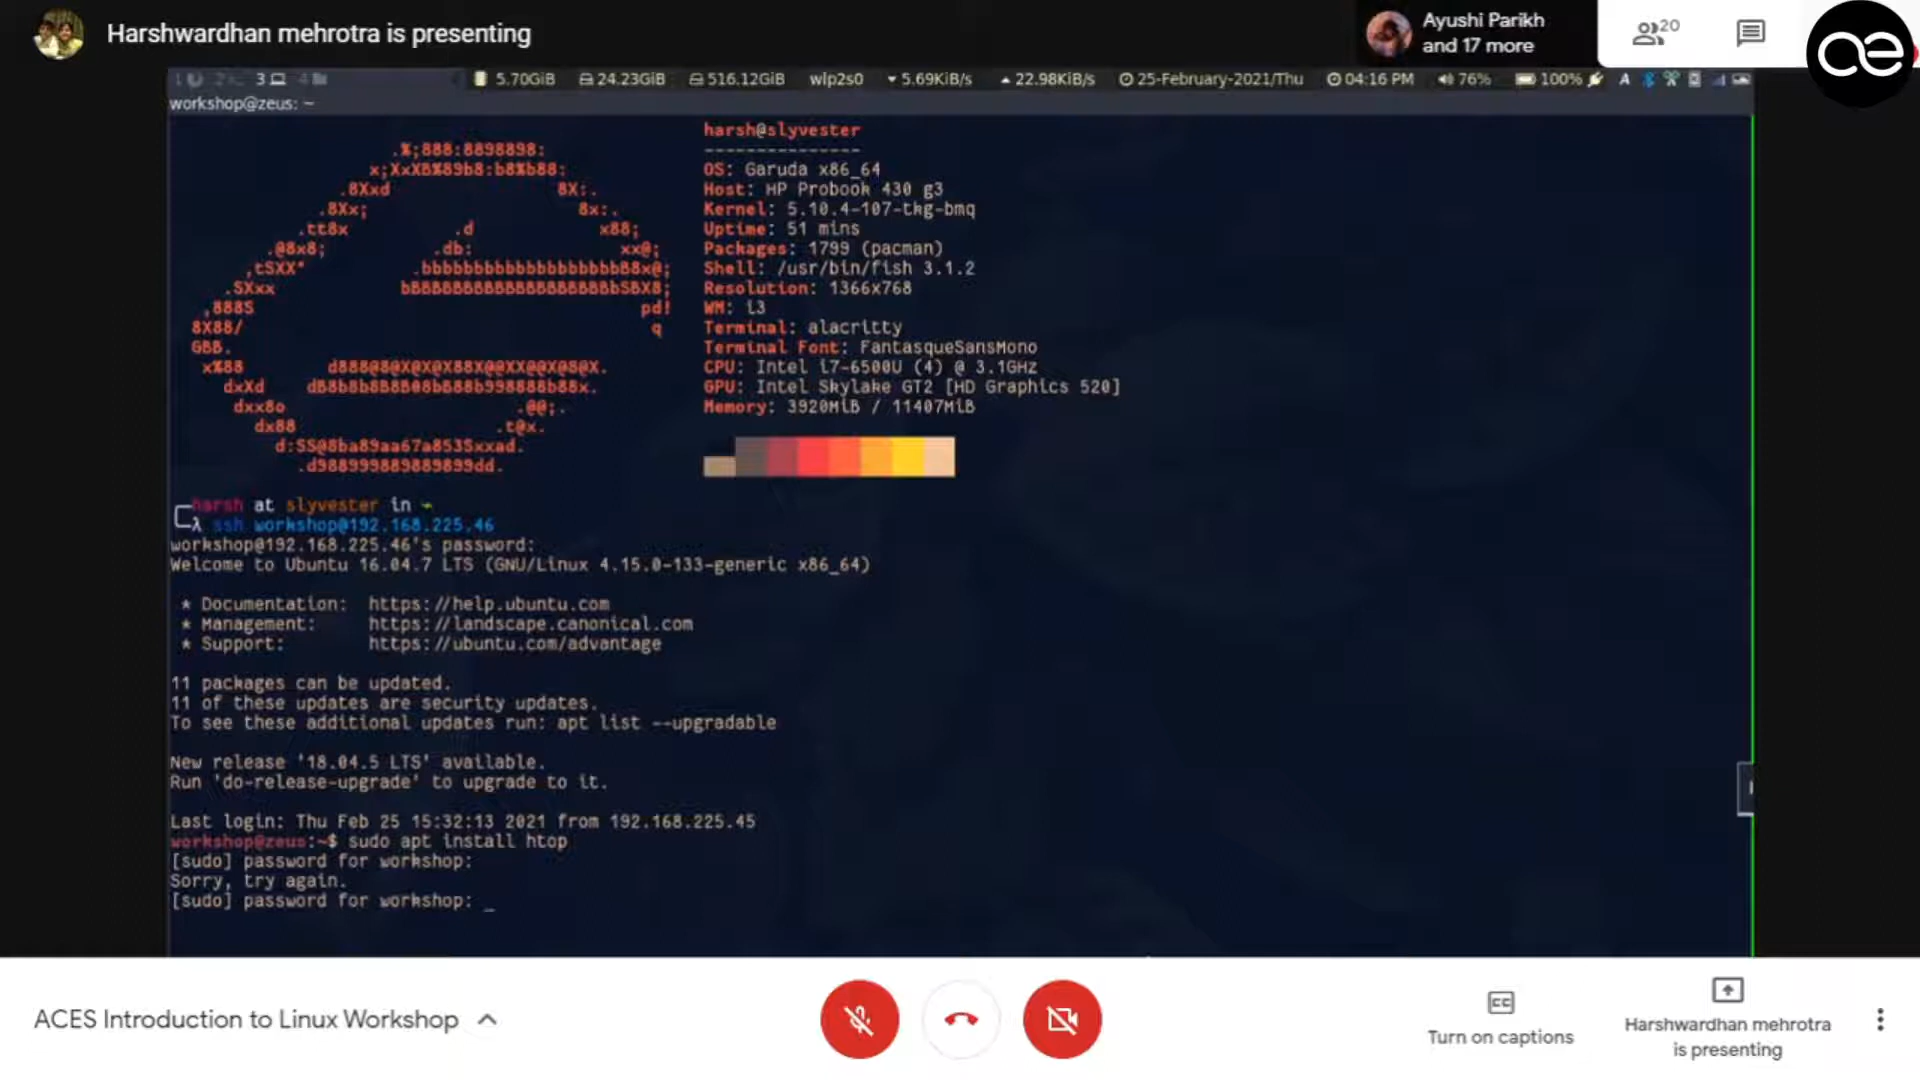 Harshwardhan mehrotra is presenting
Ayushi Parikh
and 17 more
20
3
5.70GiB
24.23GiB
516.12GiB
wlp2s0
5.69KiB/s
22.98KiB/s
25-February-2021/Thu
04:16 PM
76%
100%
A
workshop@zeus: ~
harsh@slyvester
---------------
OS: Garuda x86_64
Host: HP Probook 430 g3
Kernel: 5.10.4-107-tkg-bmq
Uptime: 51 mins
Packages: 1799 (pacman)
Shell: /usr/bin/fish 3.1.2
Resolution: 1366x768
WM: i3
Terminal: alacritty
Terminal Font: FantasqueSansMono
CPU: Intel i7-6500U (4) @ 3.1GHz
GPU: Intel Skylake GT2 [HD Graphics 520]
Memory: 3920MiB / 11407MiB
harsh at slyvester in ~
λ ssh workshop@192.168.225.46
workshop@192.168.225.46's password:
Welcome to Ubuntu 16.04.7 LTS (GNU/Linux 4.15.0-133-generic x86_64)
* Documentation: https://help.ubuntu.com
* Management: https://landscape.canonical.com
* Support: https://ubuntu.com/advantage
11 packages can be updated.
11 of these updates are security updates.
To see these additional updates run: apt list --upgradable
New release '18.04.5 LTS' available.
Run 'do-release-upgrade' to upgrade to it.
Last login: Thu Feb 25 15:32:13 2021 from 192.168.225.45
workshop@zeus:~$ sudo apt install htop
[sudo] password for workshop:
Sorry, try again.
[sudo] password for workshop: _
ACES Introduction to Linux Workshop
CC
Turn on captions
Harshwardhan mehrotra
is presenting